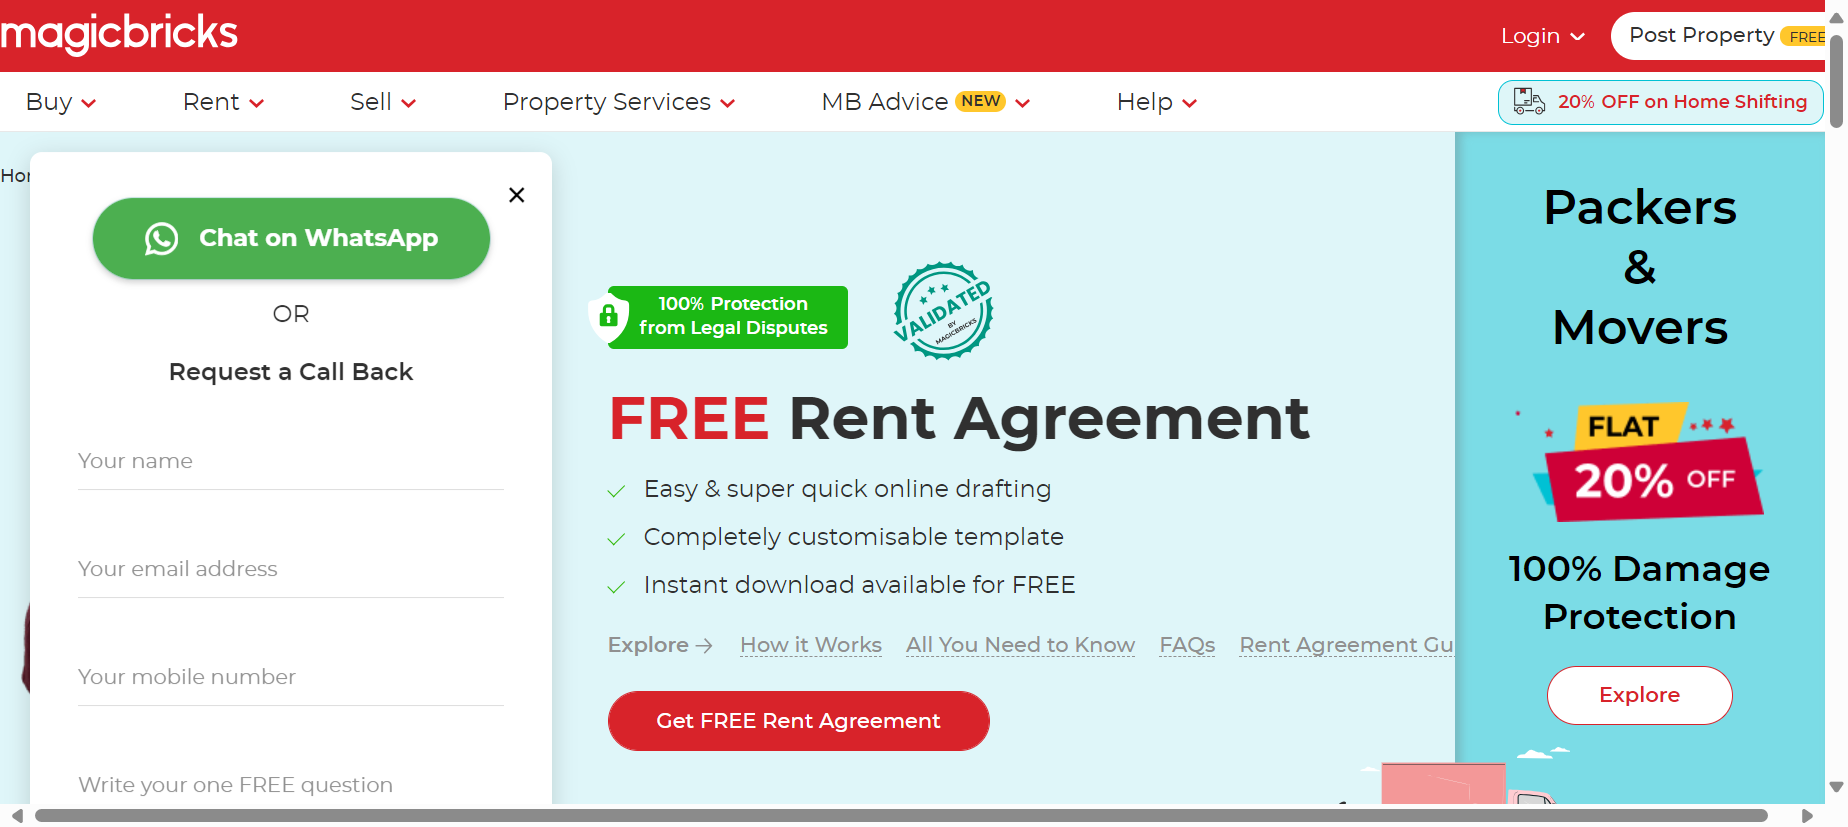 magicbricks
Login
Post Property FREE
Buy
Rent
Sell
Property Services
MB Advice NEW
Help
20% OFF on Home Shifting
Hor
Chat on WhatsApp
OR
Request a Call Back
Your name
Your email address
Your mobile number
Write your one FREE question
100% Protection
from Legal Disputes
VALIDATED
BY
MAGICBRICKS
FREE Rent Agreement
Easy & super quick online drafting
Completely customisable template
Instant download available for FREE
Explore → How it Works All You Need to Know FAQs Rent Agreement Gu
Get FREE Rent Agreement
Packers
&
Movers
FLAT
20% OFF
100% Damage
Protection
Explore